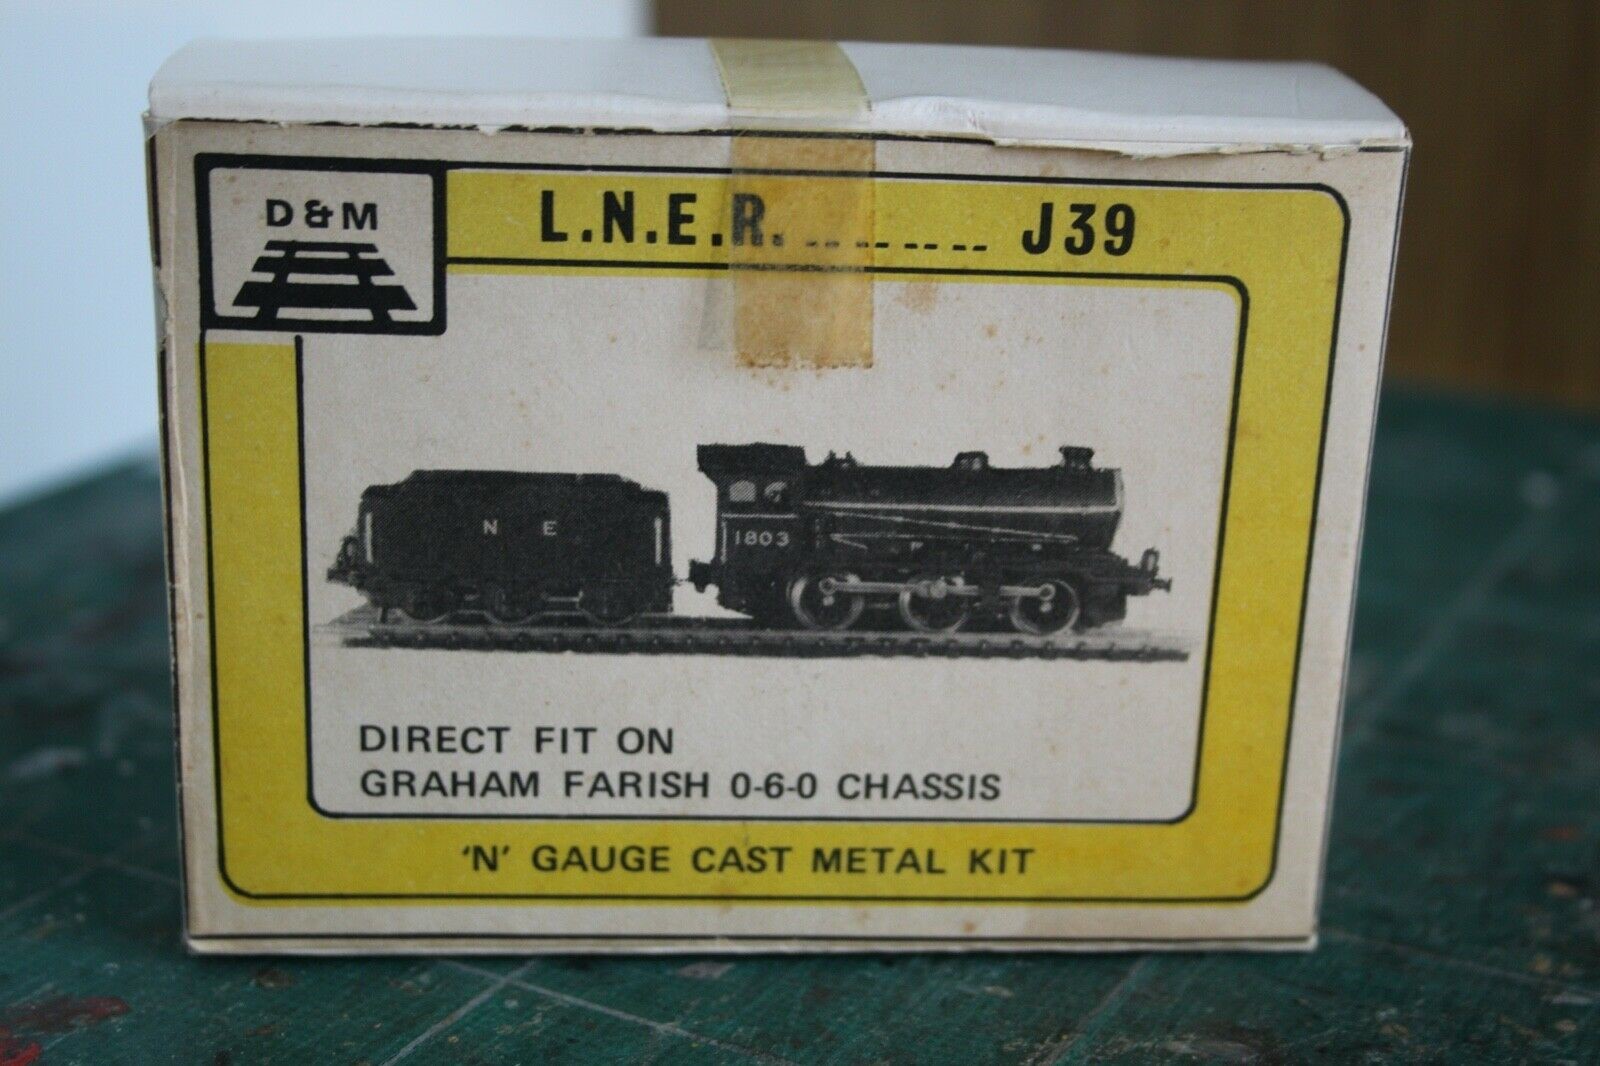 D & M
L.N.E.R. -- -- -- -- J39
N E
1803
DIRECT FIT ON
GRAHAM FARISH 0-6-0 CHASSIS
'N' GAUGE CAST METAL KIT